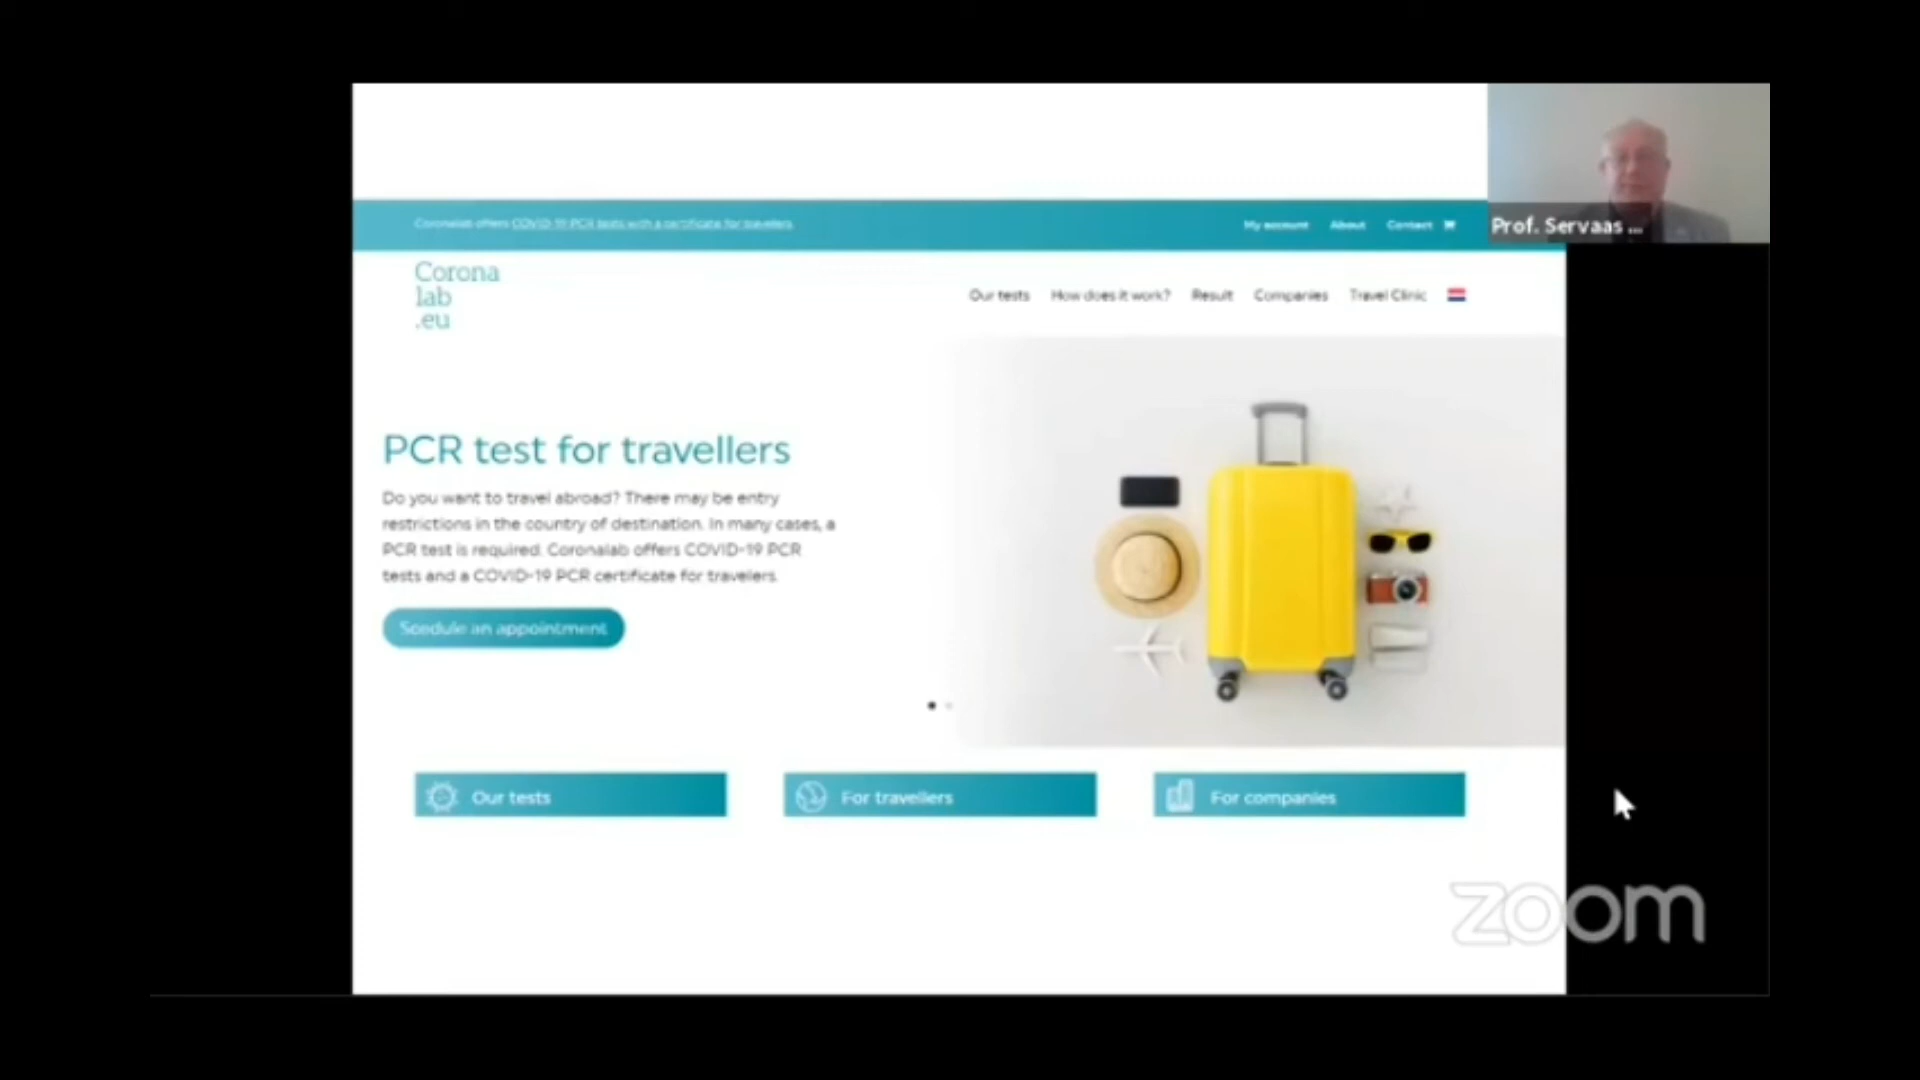 Prof. Servaas ...
Coronalab offers COVID-19 PCR tests with a certificate for travelers
My account About Contact
Corona
lab
.eu
Our tests How does it work? Result Companies Travel Clinic
PCR test for travellers
Do you want to travel abroad? There may be entry
restrictions in the country of destination. In many cases, a
PCR test is required. Coronalab offers COVID-19 PCR
tests and a COVID-19 PCR certificate for travelers.
Scedule an appointment
Our tests
For travellers
For companies
zoom